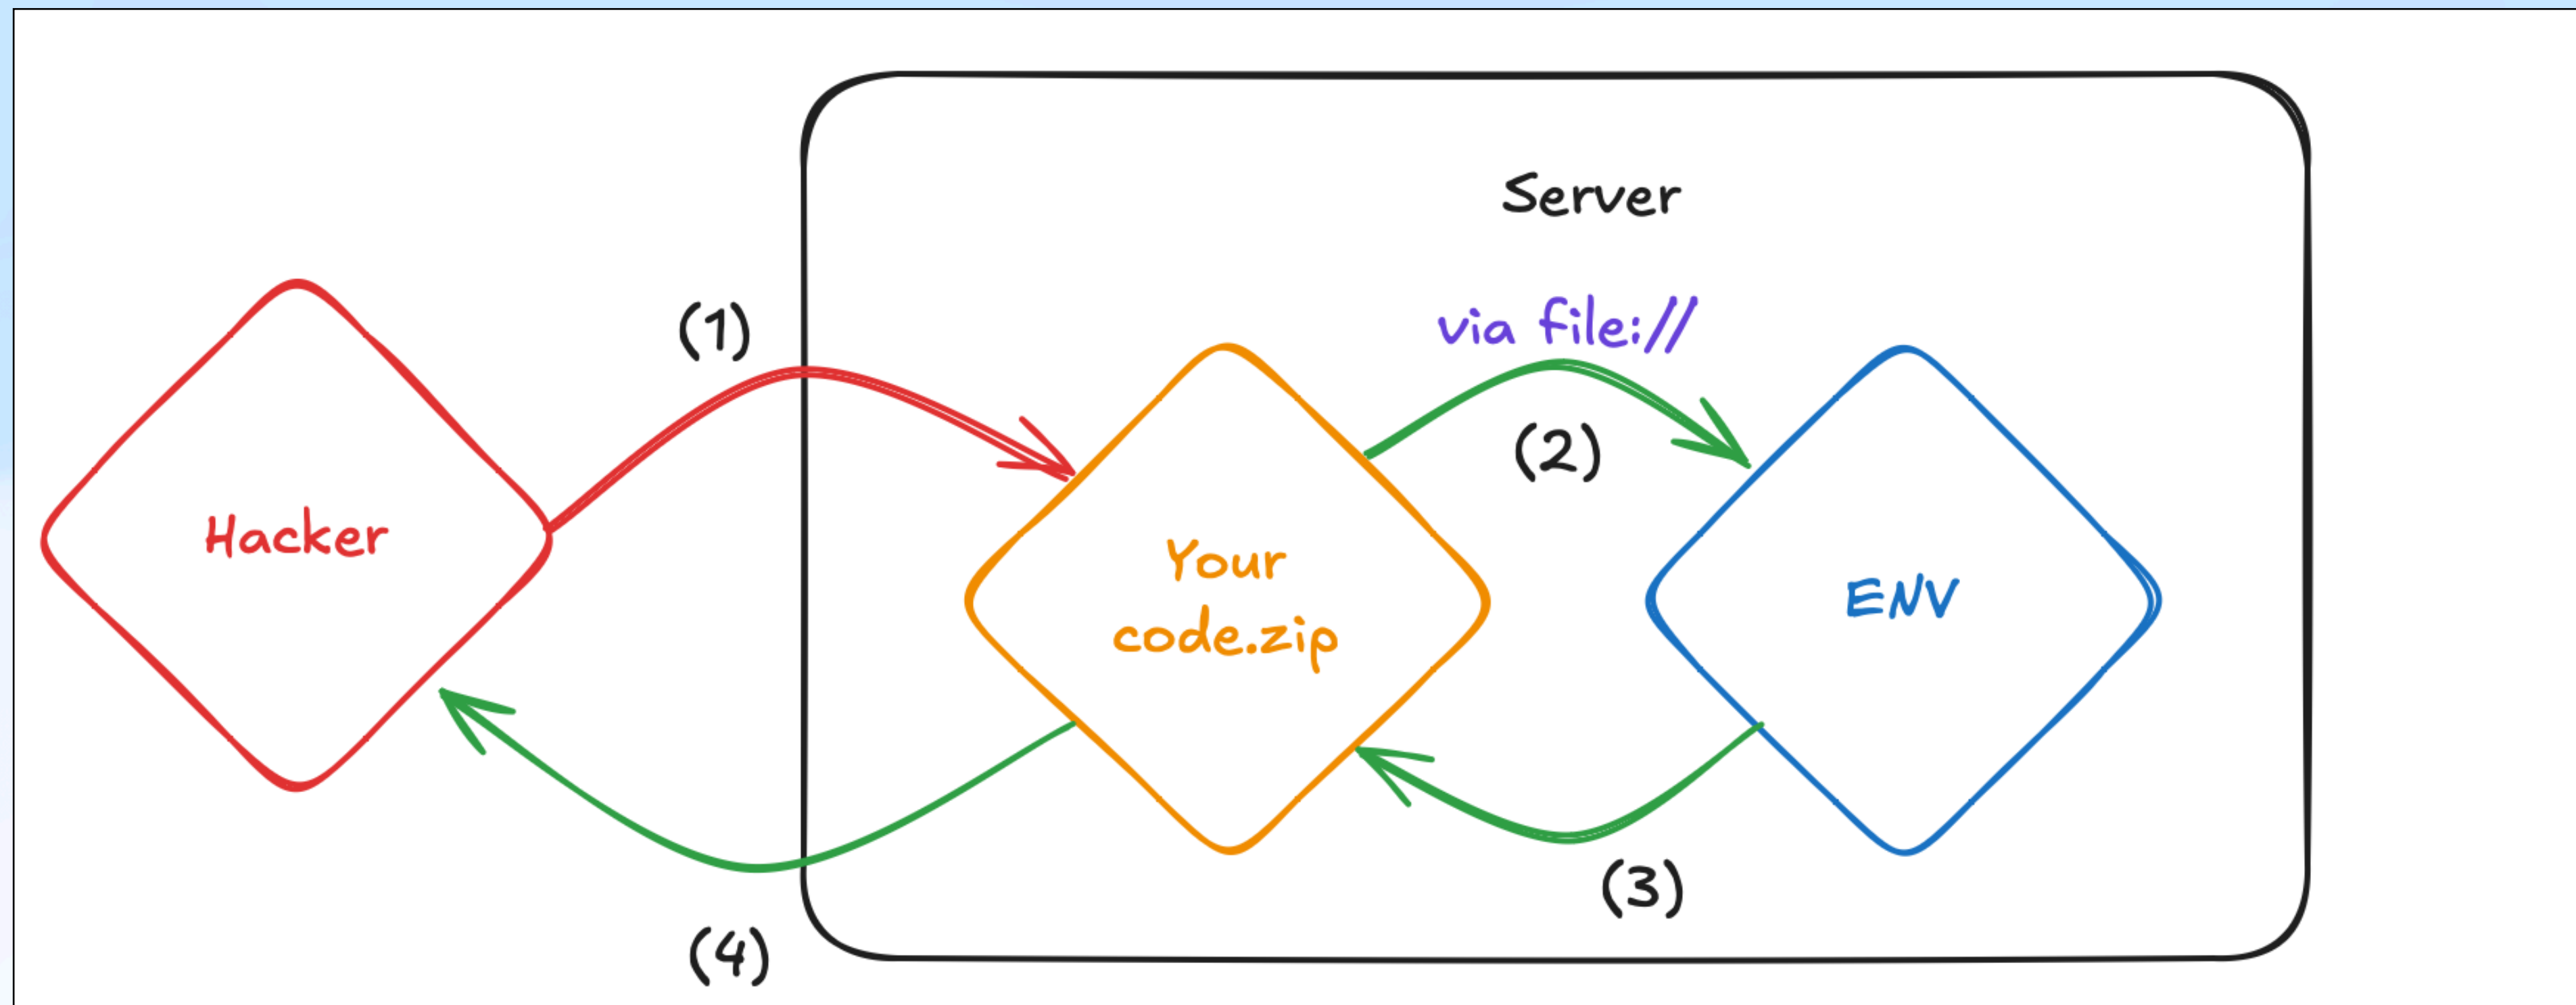 Server
(1)
via file://
(2)
Hacker
Your
code.zip
ENV
(3)
(4)